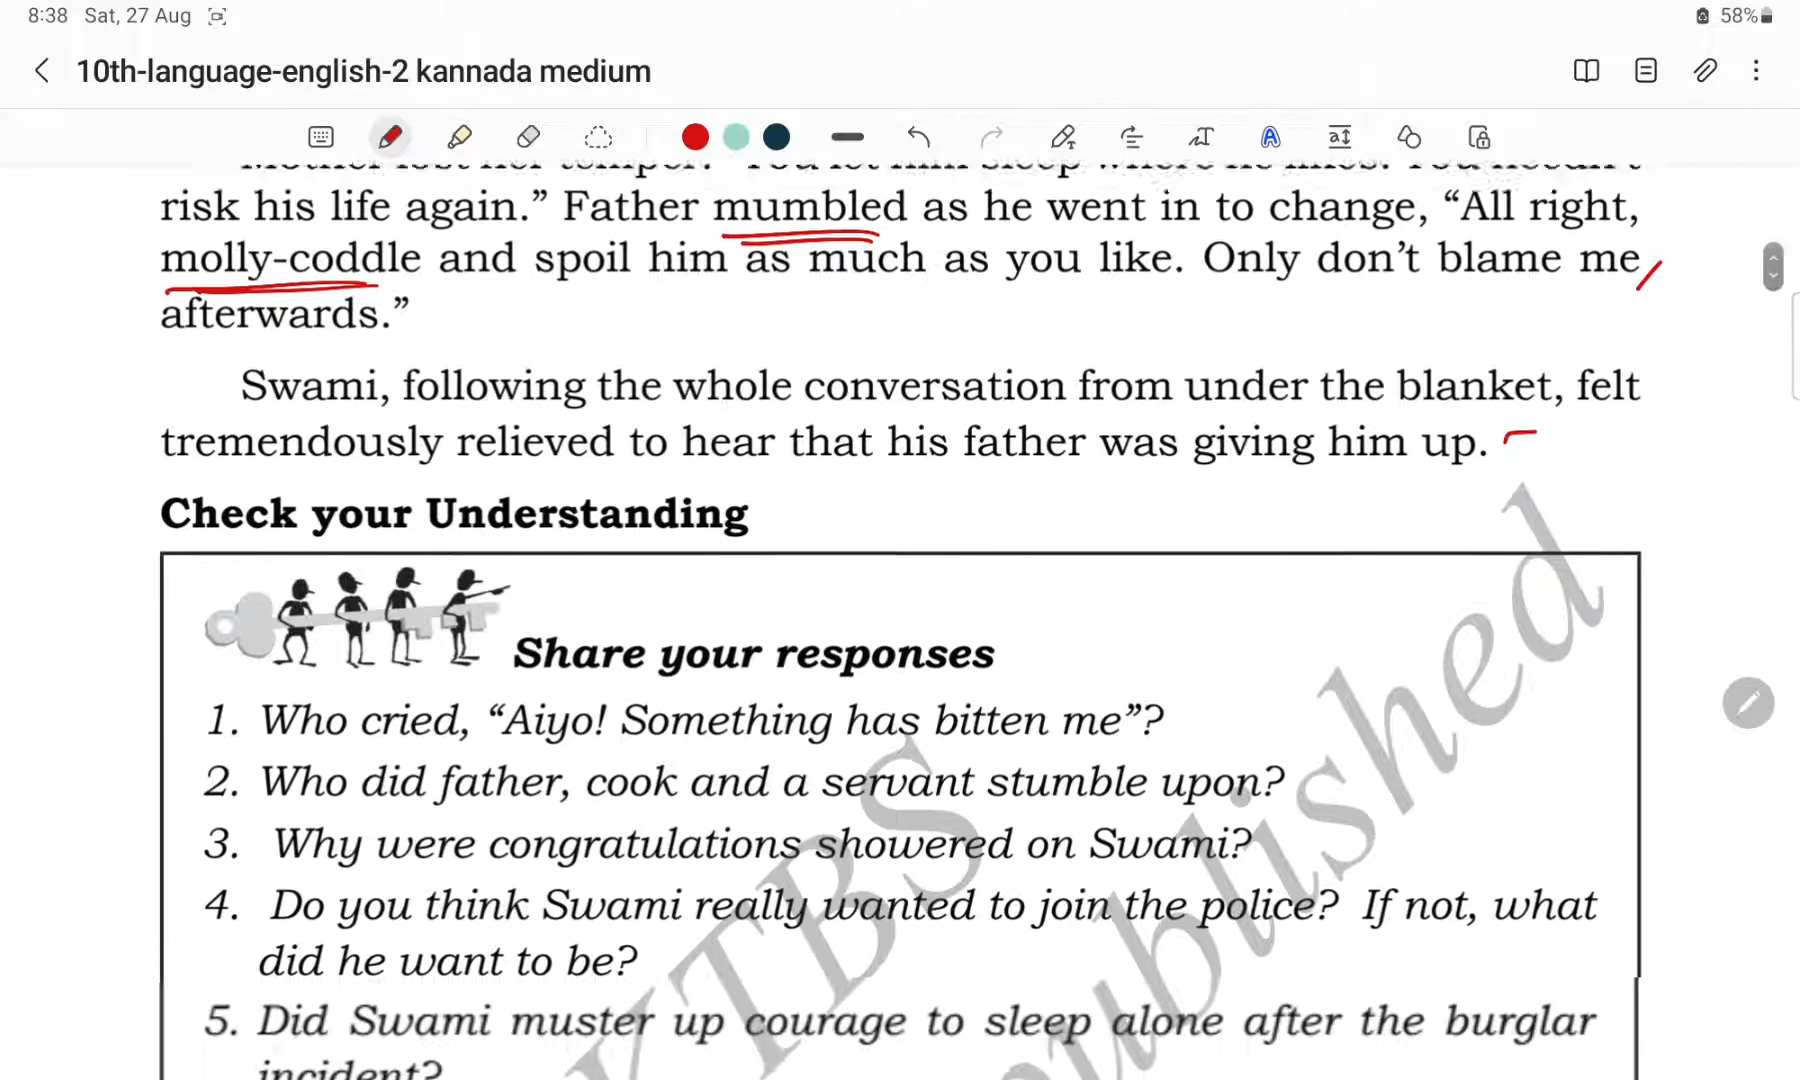 8:38 Sat, 27 Aug 58%
10th-language-english-2 kannada medium
risk his life again.” Father mumbled as he went in to change, “All right,
molly-coddle and spoil him as much as you like. Only don’t blame me
afterwards.”
Swami, following the whole conversation from under the blanket, felt
tremendously relieved to hear that his father was giving him up.
Check your Understanding
Share your responses
1. Who cried, “Aiyo! Something has bitten me”?
2. Who did father, cook and a servant stumble upon?
3. Why were congratulations showered on Swami?
4. Do you think Swami really wanted to join the police? If not, what
did he want to be?
5. Did Swami muster up courage to sleep alone after the burglar
incident?
KTBS
published